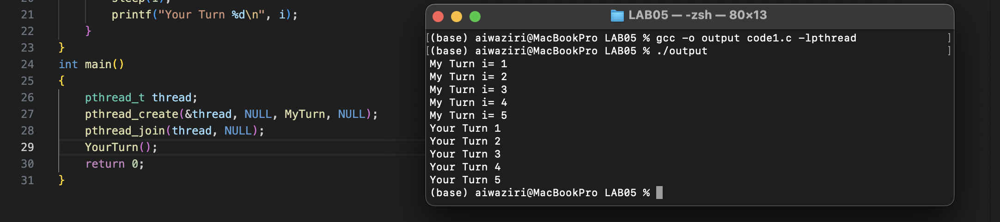 20 sleep(1);
21 printf("Your Turn %d\n", i);
22 }
23 }
24 int main()
25 {
26 pthread_t thread;
27 pthread_create(&thread, NULL, MyTurn, NULL);
28 pthread_join(thread, NULL);
29 YourTurn();
30 return 0;
31 }
LAB05 — -zsh — 80×13
[(base) aiwaziri@MacBookPro LAB05 % gcc -o output code1.c -lpthread ]
[(base) aiwaziri@MacBookPro LAB05 % ./output ]
My Turn i= 1
My Turn i= 2
My Turn i= 3
My Turn i= 4
My Turn i= 5
Your Turn 1
Your Turn 2
Your Turn 3
Your Turn 4
Your Turn 5
(base) aiwaziri@MacBookPro LAB05 %